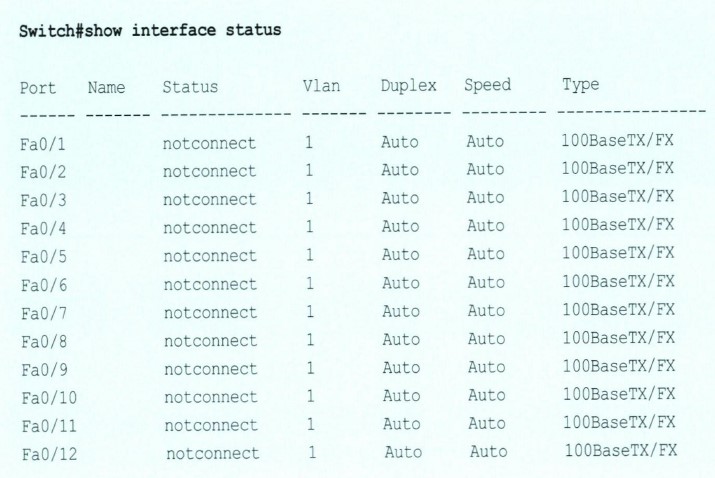 Switch#show interface status
Port Name Status Vlan Duplex Speed Type
------ ------- -------------- ------- -------- --------- ----------------
Fa0/1 notconnect 1 Auto Auto 100BaseTX/FX
Fa0/2 notconnect 1 Auto Auto 100BaseTX/FX
Fa0/3 notconnect 1 Auto Auto 100BaseTX/FX
Fa0/4 notconnect 1 Auto Auto 100BaseTX/FX
Fa0/5 notconnect 1 Auto Auto 100BaseTX/FX
Fa0/6 notconnect 1 Auto Auto 100BaseTX/FX
Fa0/7 notconnect 1 Auto Auto 100BaseTX/FX
Fa0/8 notconnect 1 Auto Auto 100BaseTX/FX
Fa0/9 notconnect 1 Auto Auto 100BaseTX/FX
Fa0/10 notconnect 1 Auto Auto 100BaseTX/FX
Fa0/11 notconnect 1 Auto Auto 100BaseTX/FX
Fa0/12 notconnect 1 Auto Auto 100BaseTX/FX